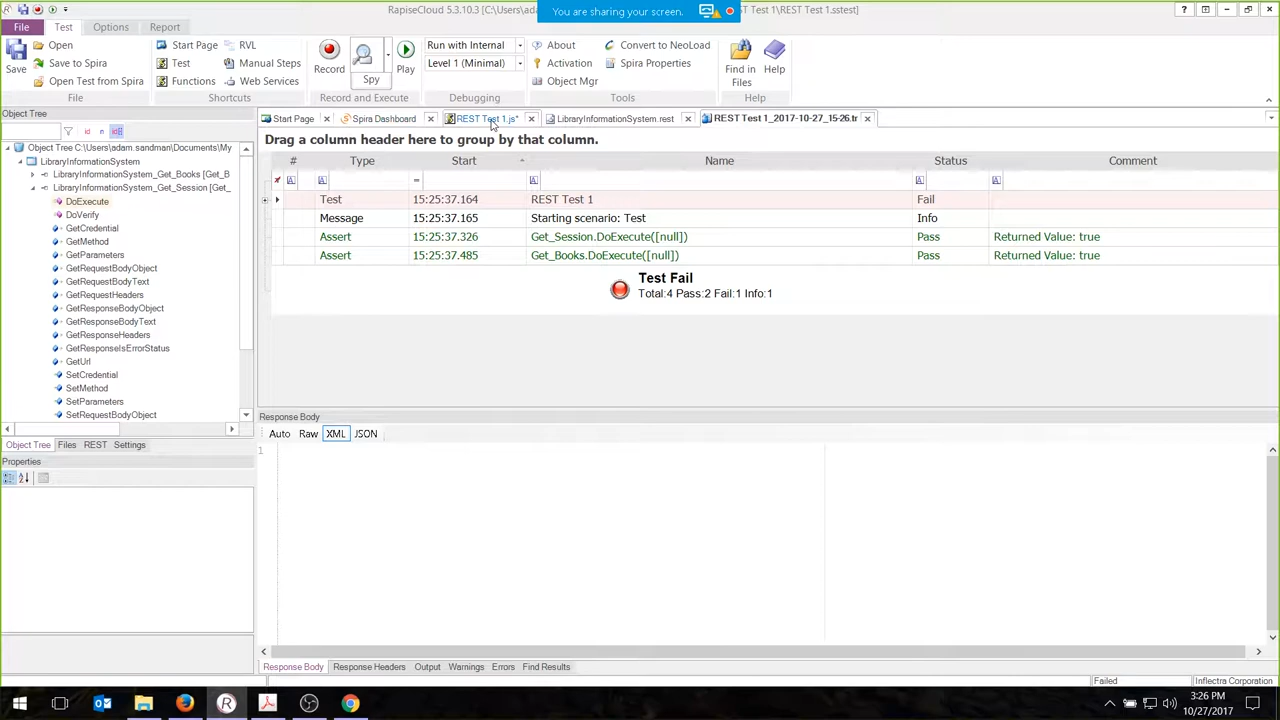 RapiseCloud 5.3.10.3 [C:\Users\ad
You are sharing your screen.
REST Test 1\REST Test 1.sstest]
File Test Options Report
Save
Open
Save to Spira
Open Test from Spira
File
Start Page
Test
Functions
RVL
Manual Steps
Web Services
Shortcuts
Record
Spy
Play
Record and Execute
Run with Internal
Level 1 (Minimal)
Debugging
About
Activation
Object Mgr
Convert to NeoLoad
Spira Properties
Tools
Find in
Files
Help
Help
Object Tree
Start Page
Spira Dashboard
REST Test 1.js*
LibraryInformationSystem.rest
REST Test 1_2017-10-27_15-26.tr
id
n
Object Tree C:\Users\adam.sandman\Documents\My
LibraryInformationSystem
LibraryInformationSystem_Get_Books [Get_B
LibraryInformationSystem_Get_Session [Get_
DoExecute
DoVerify
GetCredential
GetMethod
GetParameters
GetRequestBodyObject
GetRequestBodyText
GetRequestHeaders
GetResponseBodyObject
GetResponseBodyText
GetResponseHeaders
GetResponseIsErrorStatus
GetUrl
SetCredential
SetMethod
SetParameters
SetRequestBodyObject
Object Tree Files REST Settings
Properties
Drag a column header here to group by that column.
# Type Start Name Status Comment
Test 15:25:37.164 REST Test 1 Fail
Message 15:25:37.165 Starting scenario: Test Info
Assert 15:25:37.326 Get_Session.DoExecute([null]) Pass Returned Value: true
Assert 15:25:37.485 Get_Books.DoExecute([null]) Pass Returned Value: true
Test Fail
Total:4 Pass:2 Fail:1 Info:1
Response Body
Auto Raw XML JSON
1
Response Body Response Headers Output Warnings Errors Find Results
Failed
Inflectra Corporation
3:26 PM
10/27/2017